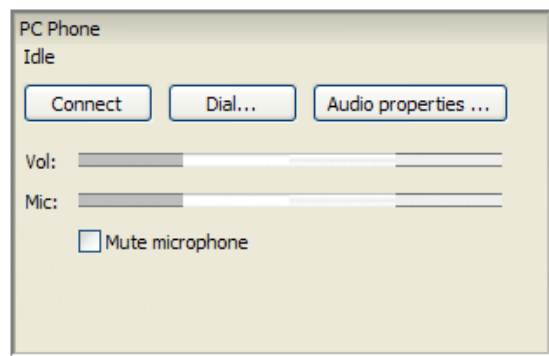 PC Phone
Idle
Connect Dial... Audio properties ...
Vol:
Mic:
Mute microphone